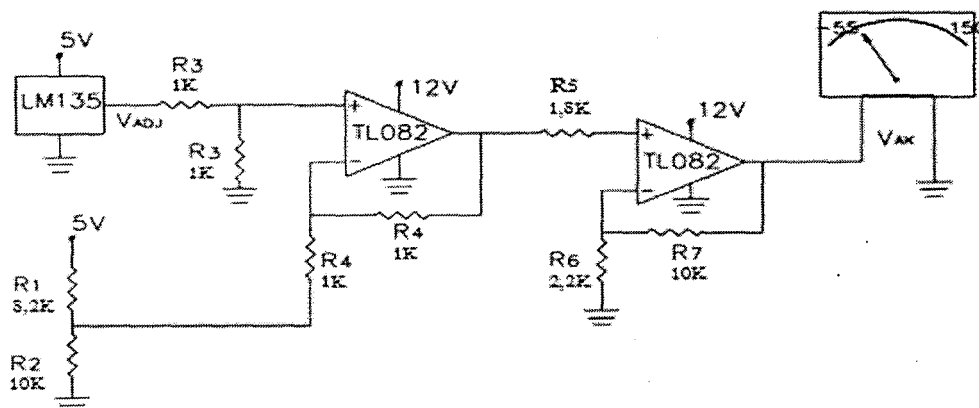 5V
LM135
VADJ
R3
1K
R3
1K
12V
+
TL082
−
R4
1K
R4
1K
5V
R1
8,2K
R2
10K
R5
1,8K
12V
+
TL082
−
R6
2,2K
R7
10K
-55
150
VAK